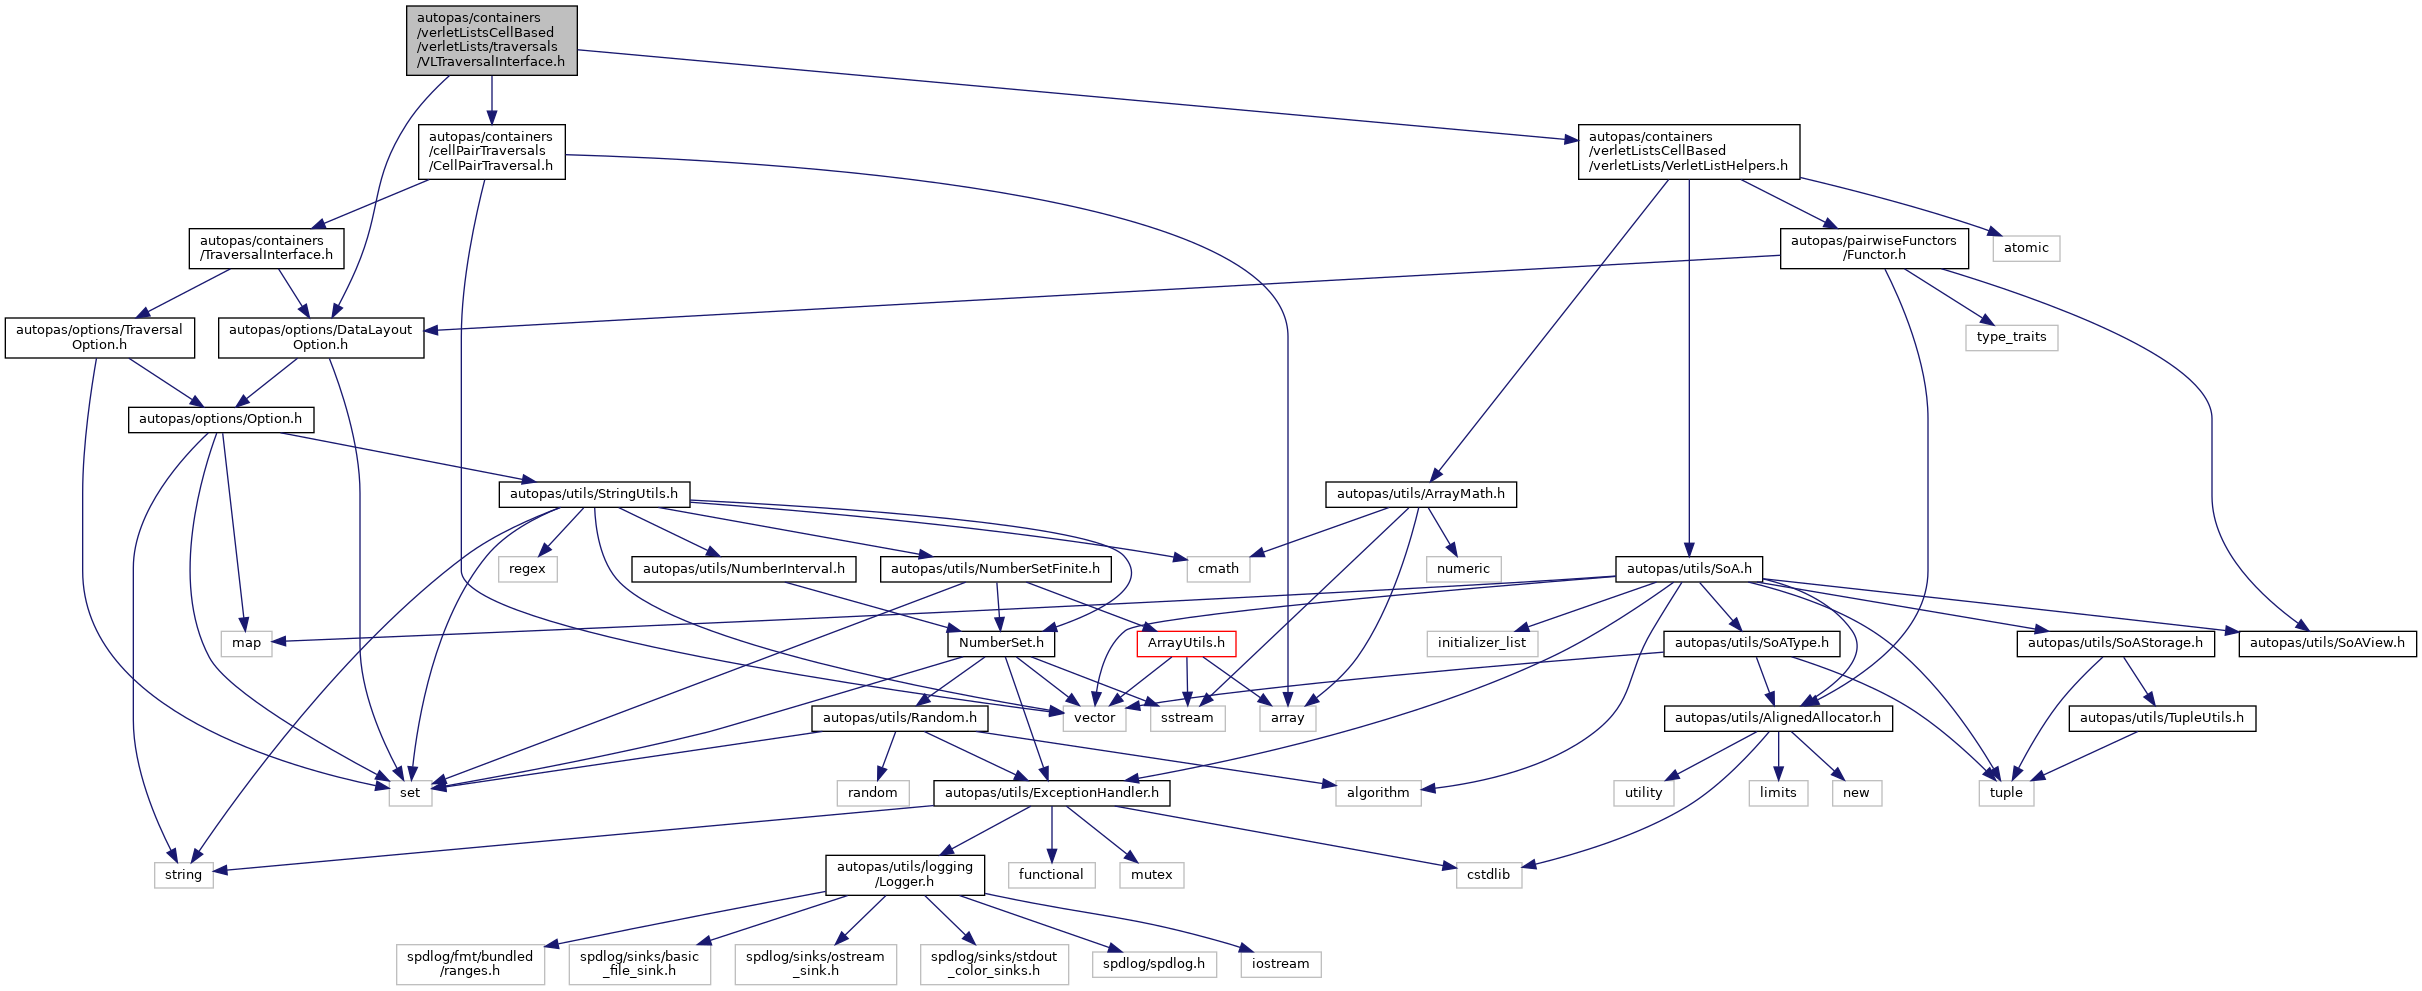 autopas/containers
/verletListsCellBased
/verletLists/traversals
/VLTraversalInterface.h
autopas/containers
/cellPairTraversals
/CellPairTraversal.h
autopas/containers
/verletListsCellBased
/verletLists/VerletListHelpers.h
autopas/containers
/TraversalInterface.h
autopas/pairwiseFunctors
/Functor.h
atomic
autopas/options/Traversal
Option.h
autopas/options/DataLayout
Option.h
type_traits
autopas/options/Option.h
autopas/utils/StringUtils.h
autopas/utils/ArrayMath.h
regex
autopas/utils/NumberInterval.h
autopas/utils/NumberSetFinite.h
cmath
numeric
autopas/utils/SoA.h
map
NumberSet.h
ArrayUtils.h
initializer_list
autopas/utils/SoAType.h
autopas/utils/SoAStorage.h
autopas/utils/SoAView.h
autopas/utils/Random.h
vector
sstream
array
autopas/utils/AlignedAllocator.h
autopas/utils/TupleUtils.h
set
random
autopas/utils/ExceptionHandler.h
algorithm
utility
limits
new
tuple
string
autopas/utils/logging
/Logger.h
functional
mutex
cstdlib
spdlog/fmt/bundled
/ranges.h
spdlog/sinks/basic
_file_sink.h
spdlog/sinks/ostream
_sink.h
spdlog/sinks/stdout
_color_sinks.h
spdlog/spdlog.h
iostream